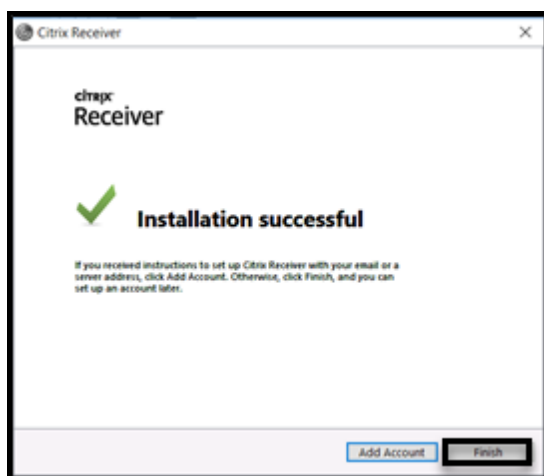 Citrix Receiver
citrix
Receiver
Installation successful
If you received instructions to set up Citrix Receiver with your email or a
server address, click Add Account. Otherwise, click Finish, and you can
set up an account later.
Add Account
Finish